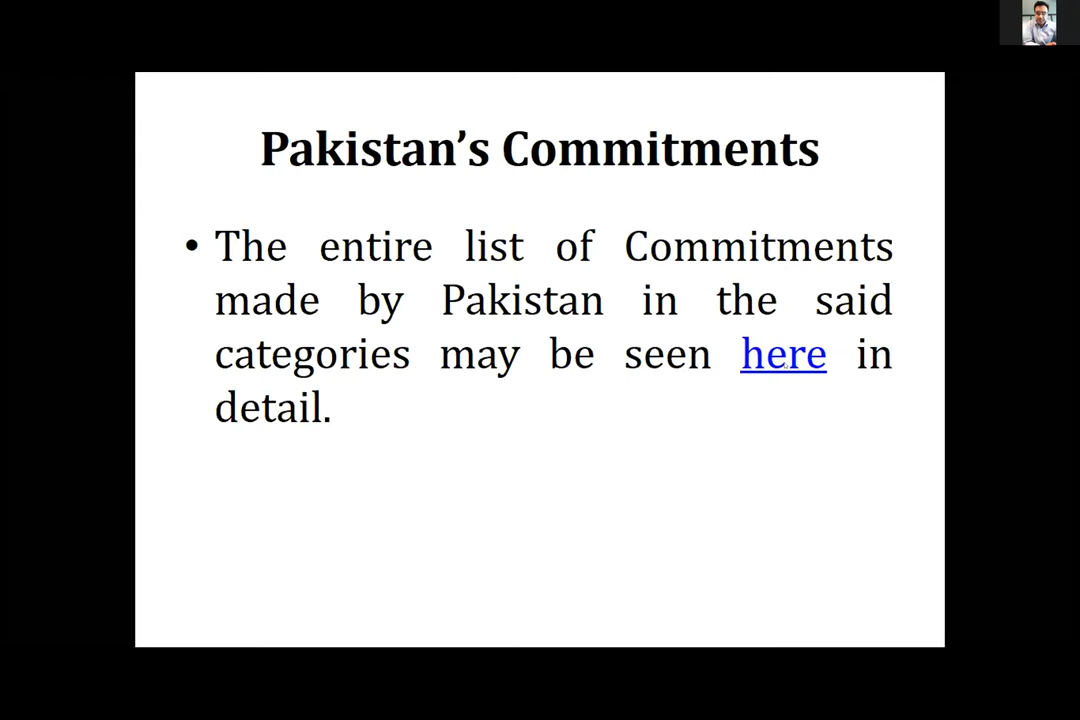 Pakistan’s Commitments
• The entire list of Commitments
made by Pakistan in the said
categories may be seen here in
detail.